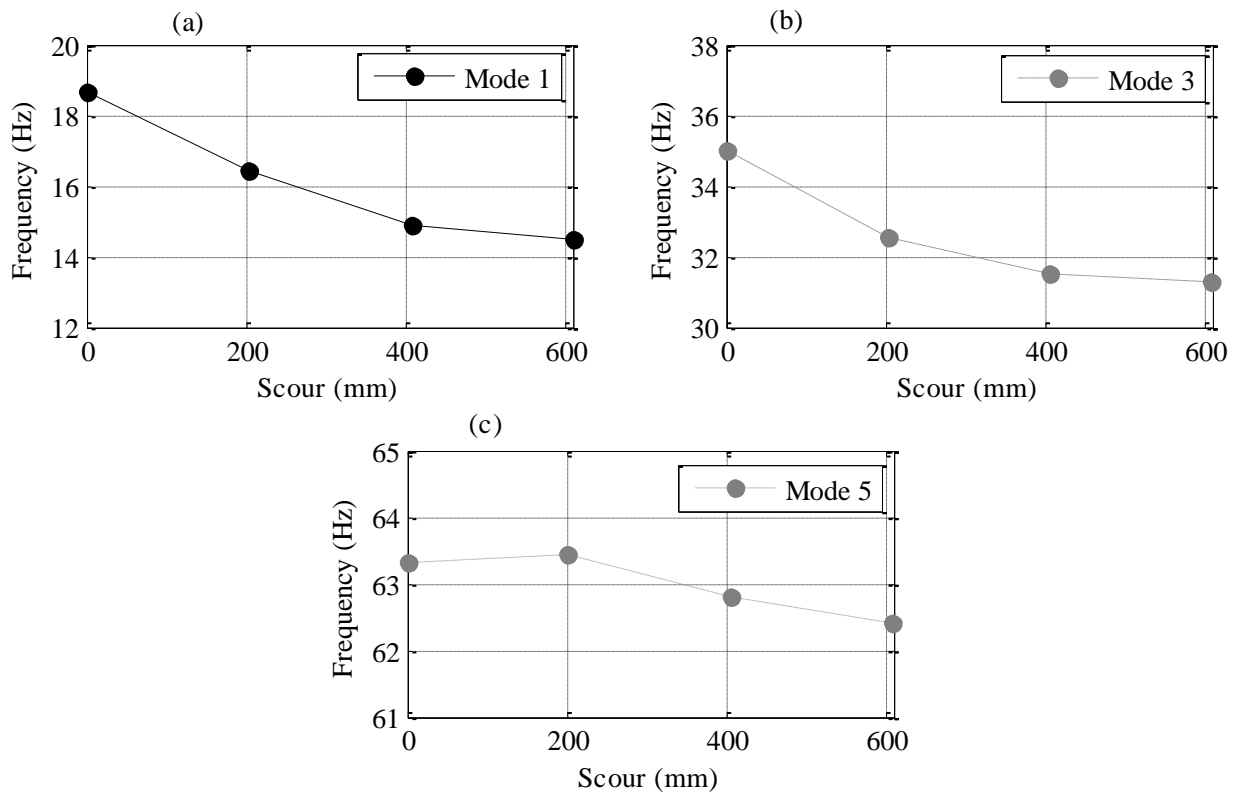 (a)
Mode 1
20
18
16
14
12
Frequency (Hz)
0 200 400 600
Scour (mm)
(b)
Mode 3
38
36
34
32
30
Frequency (Hz)
0 200 400 600
Scour (mm)
(c)
Mode 5
65
64
63
62
61
Frequency (Hz)
0 200 400 600
Scour (mm)